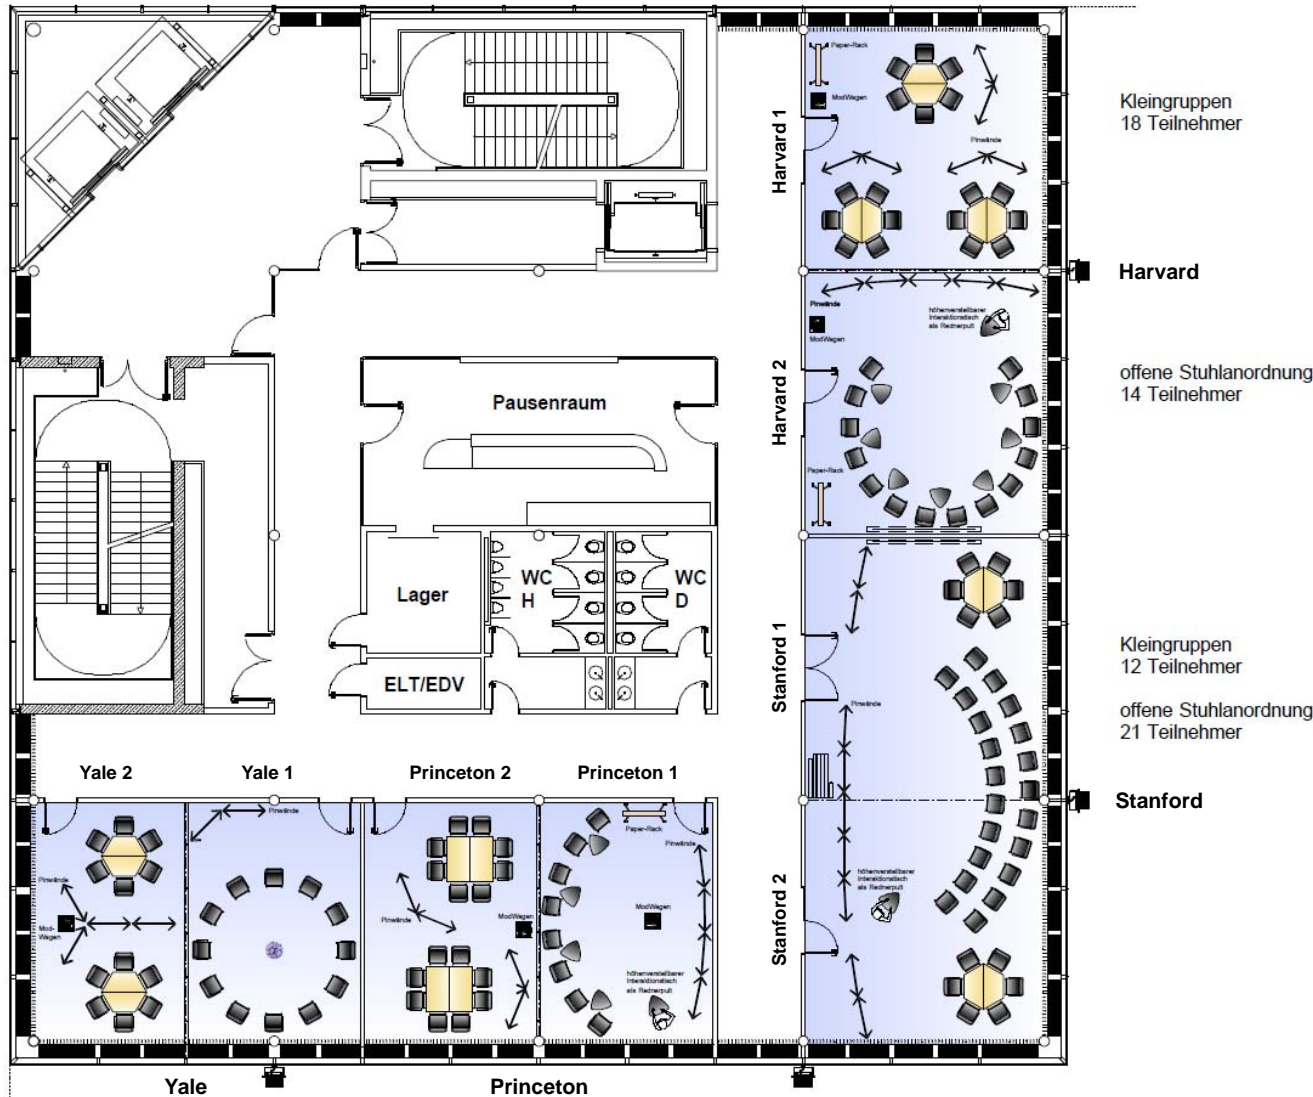 Paper-Rack
ModWagen
Pinwände
Harvard 1
Kleingruppen
18 Teilnehmer
Harvard
Pinwände
höhenverstellbarer
Interaktionstisch
als Rednerpult
ModWagen
Harvard 2
offene Stuhlanordnung
14 Teilnehmer
Pausenraum
Paper-Rack
Lager
WC
H
WC
D
ELT/EDV
Stanford 1
Kleingruppen
12 Teilnehmer
Pinwände
offene Stuhlanordnung
21 Teilnehmer
Stanford
Stanford 2
höhenverstellbarer
Interaktionstisch
als Rednerpult
Yale 2
Yale 1
Princeton 2
Princeton 1
Pinwände
Mod-
Wagen
Pinwände
Pinwände
ModWagen
Paper-Rack
Pinwände
ModWagen
höhenverstellbarer
Interaktionstisch
als Rednerpult
Yale
Princeton